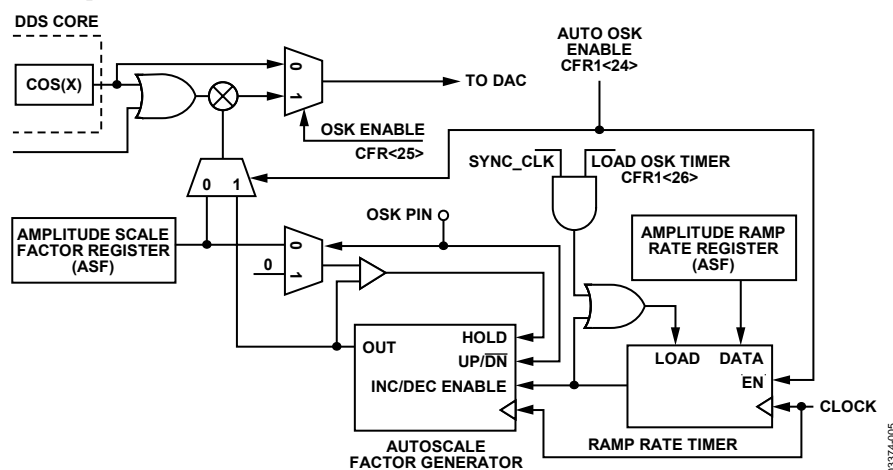 DDS CORE
COS(X)
0
1
TO DAC
OSK ENABLE
CFR<25>
AUTO OSK
ENABLE
CFR1<24>
0 1
SYNC_CLK
LOAD OSK TIMER
CFR1<26>
OSK PIN
AMPLITUDE SCALE
FACTOR REGISTER
(ASF)
0
0
1
AMPLITUDE RAMP
RATE REGISTER
(ASF)
OUT
HOLD
UP/DN
INC/DEC ENABLE
LOAD DATA
EN
CLOCK
RAMP RATE TIMER
AUTOSCALE
FACTOR GENERATOR
03374-005